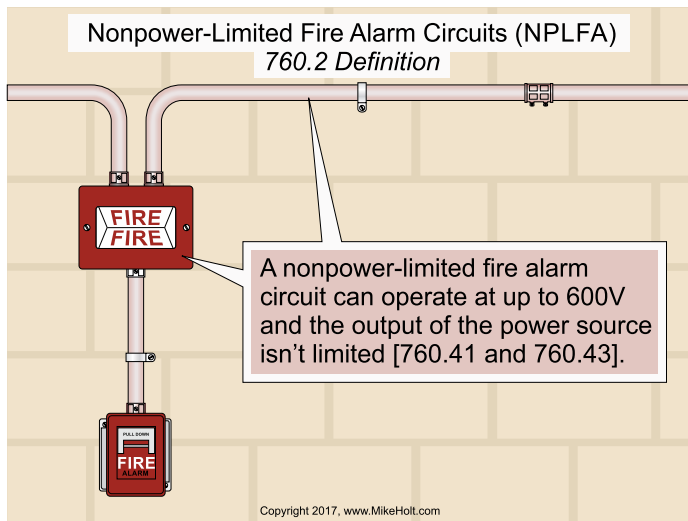 Nonpower-Limited Fire Alarm Circuits (NPLFA)
760.2 Definition
FIRE
FIRE
A nonpower-limited fire alarm
circuit can operate at up to 600V
and the output of the power source
isn't limited [760.41 and 760.43].
PULL DOWN
FIRE
ALARM
Copyright 2017, www.MikeHolt.com